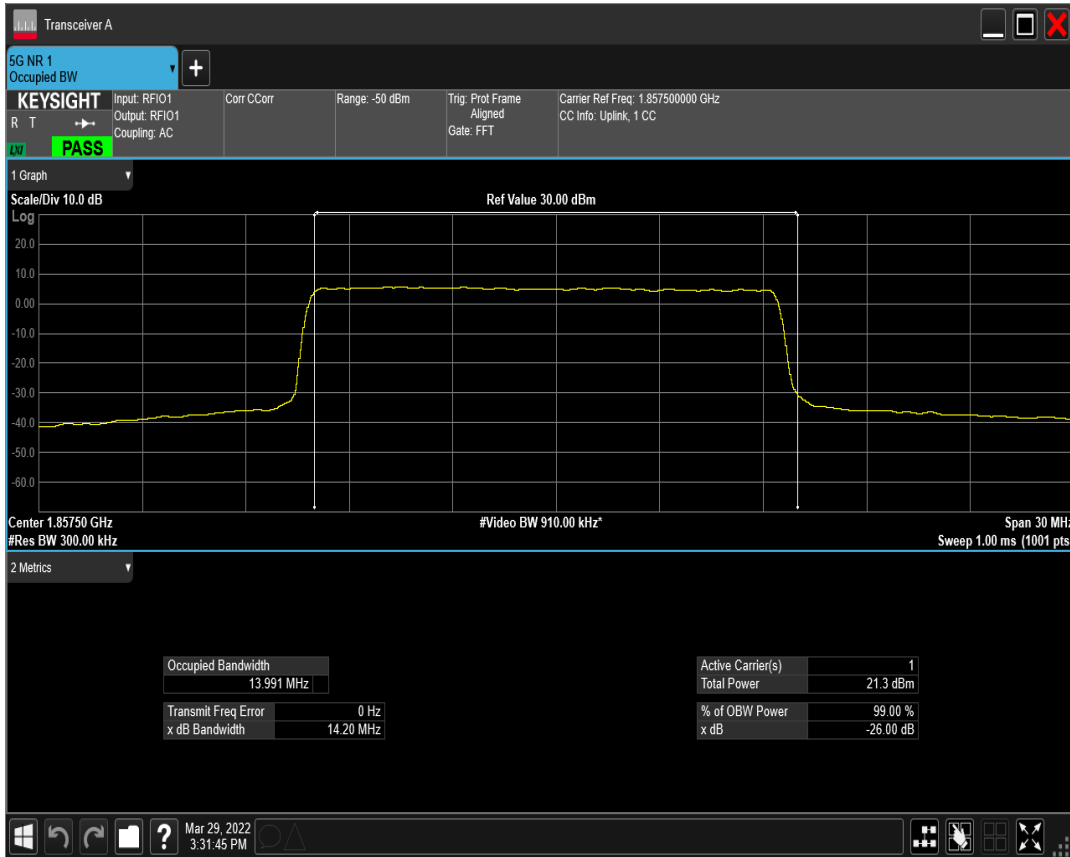 Transceiver A
5G NR 1
Occupied BW
+
KEYSIGHT
R T
LXI
PASS
Input: RFIO1
Output: RFIO1
Coupling: AC
Corr CCorr
Range: -50 dBm
Trig: Prot Frame
Aligned
Gate: FFT
Carrier Ref Freq: 1.857500000 GHz
CC Info: Uplink, 1 CC
1 Graph
Scale/Div 10.0 dB
Ref Value 30.00 dBm
Log
20.0
10.0
0.00
-10.0
-20.0
-30.0
-40.0
-50.0
-60.0
Center 1.85750 GHz
#Video BW 910.00 kHz*
Span 30 MHz
#Res BW 300.00 kHz
Sweep 1.00 ms (1001 pts
2 Metrics
Occupied Bandwidth
13.991 MHz
Transmit Freq Error 0 Hz
x dB Bandwidth 14.20 MHz
Active Carrier(s) 1
Total Power 21.3 dBm
% of OBW Power 99.00 %
x dB -26.00 dB
?
Mar 29, 2022
3:31:45 PM